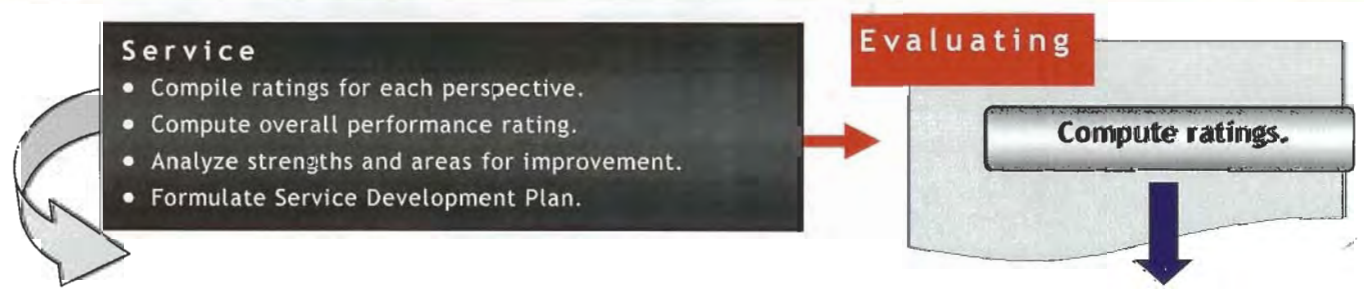 Service
• Compile ratings for each perspective.
• Compute overall performance rating.
• Analyze strengths and areas for improvement.
• Formulate Service Development Plan.
Evaluating
Compute ratings.